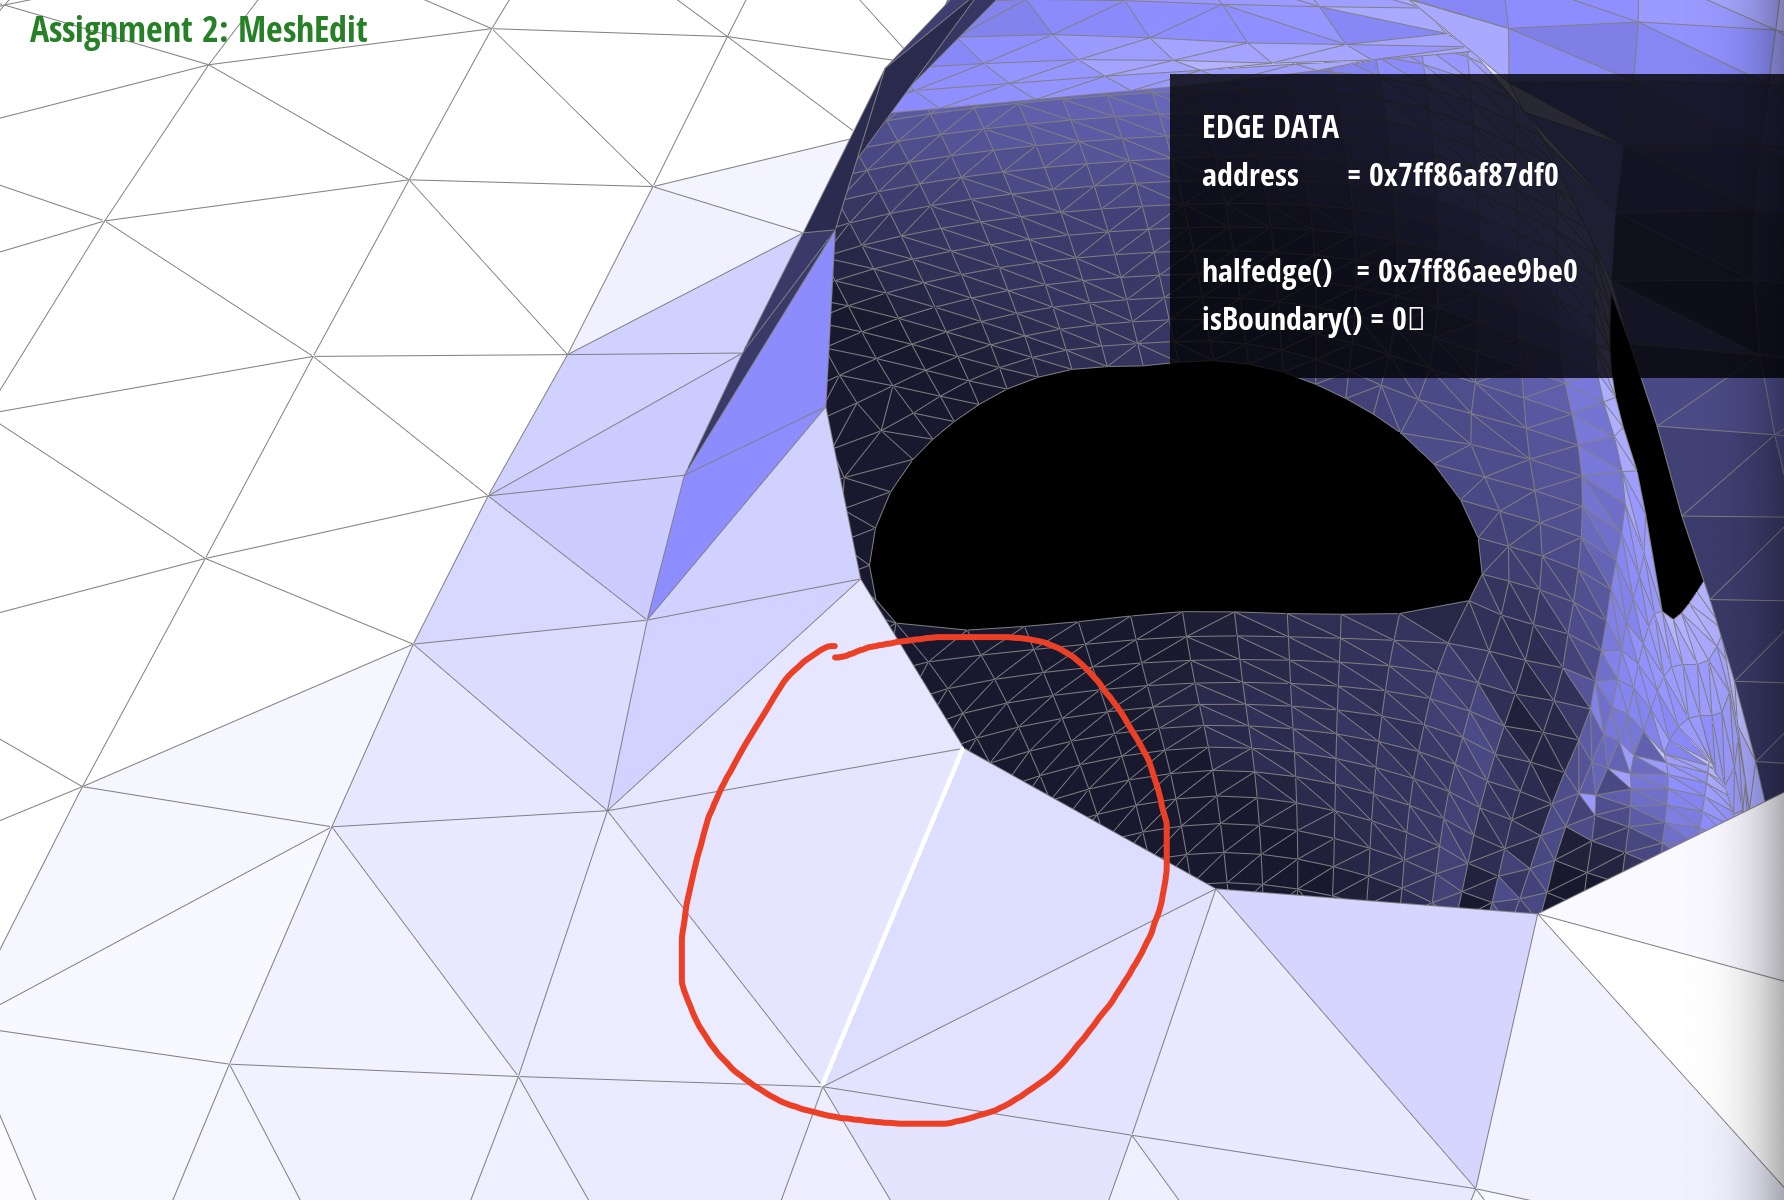 Assignment 2: MeshEdit
EDGE DATA
address = 0x7ff86af87df0
halfedge() = 0x7ff86aee9be0
isBoundary() = 0